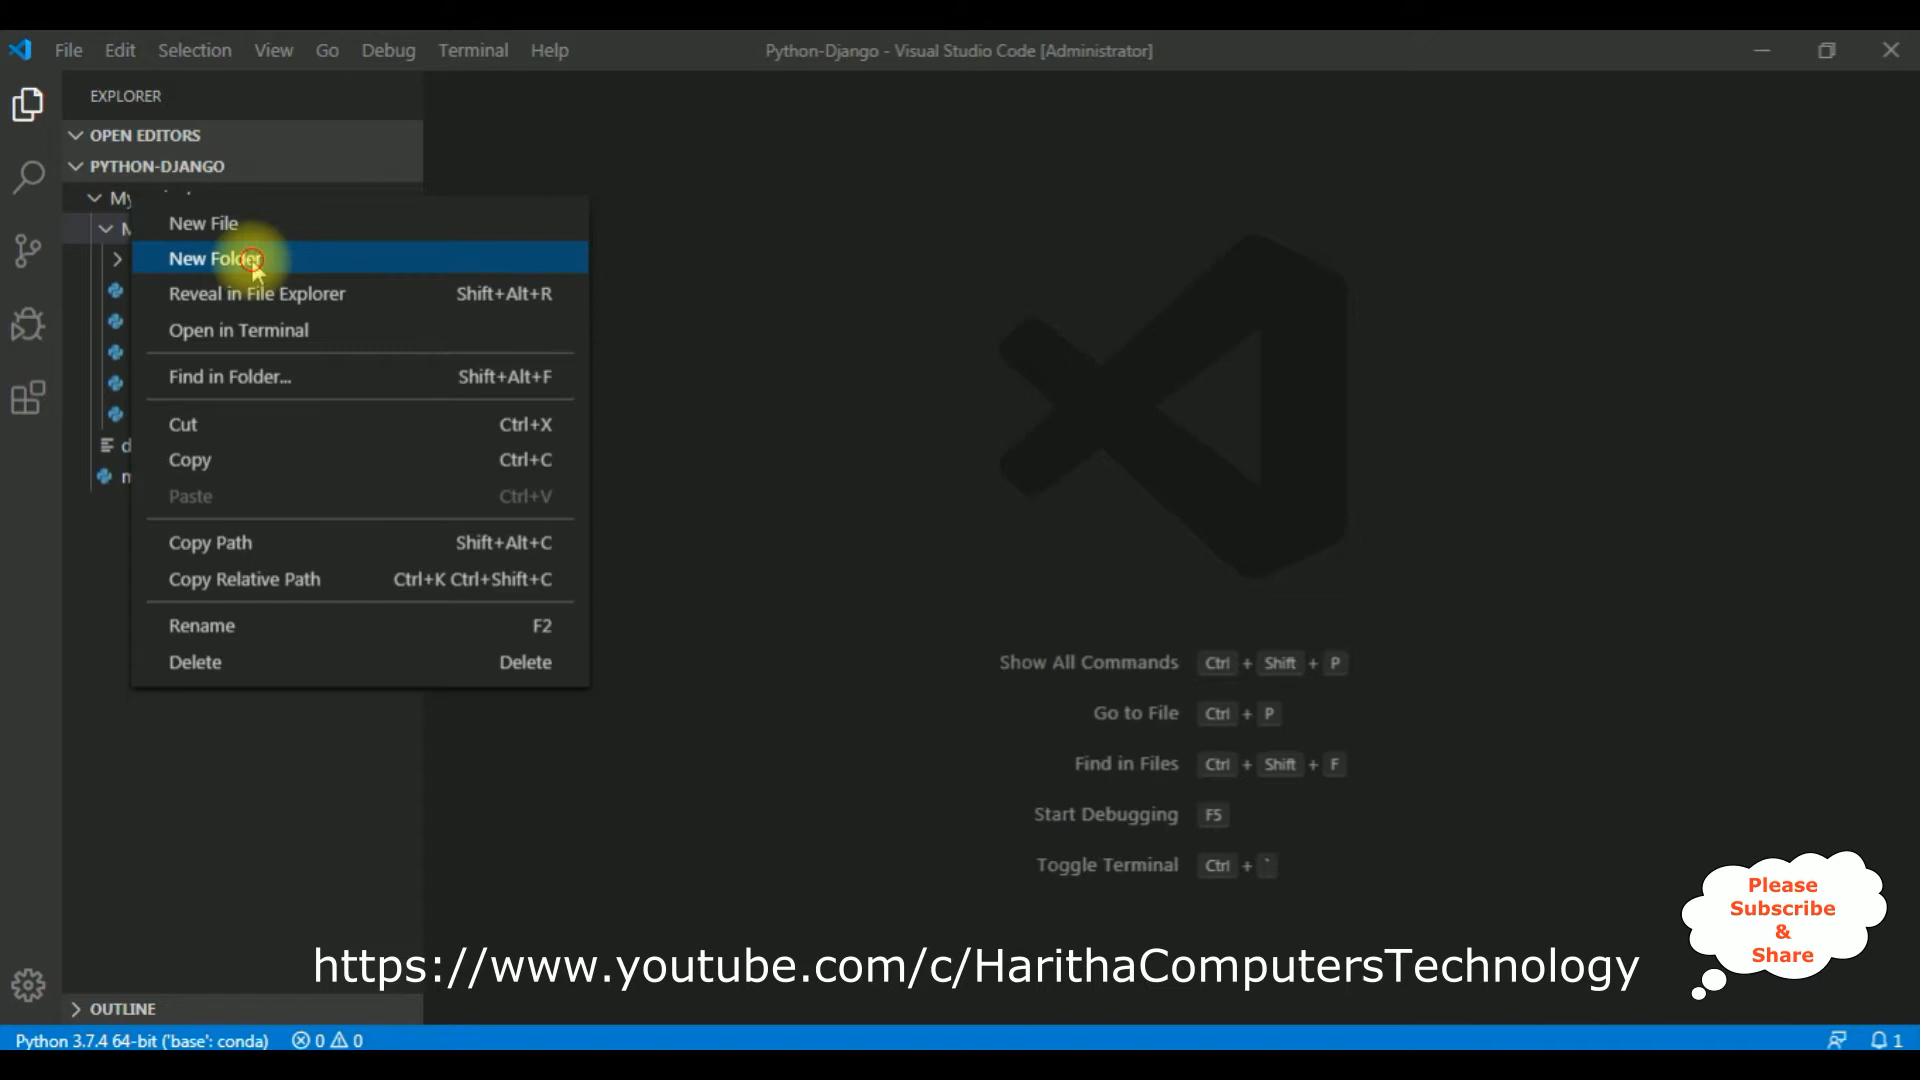 File Edit Selection View Go Debug Terminal Help
Python-Django - Visual Studio Code [Administrator]
EXPLORER
OPEN EDITORS
PYTHON-DJANGO
New File
New Folder
Reveal in File Explorer Shift+Alt+R
Open in Terminal
Find in Folder... Shift+Alt+F
Cut Ctrl+X
Copy Ctrl+C
Paste Ctrl+V
Copy Path Shift+Alt+C
Copy Relative Path Ctrl+K Ctrl+Shift+C
Rename F2
Delete Delete
Show All Commands Ctrl + Shift + P
Go to File Ctrl + P
Find in Files Ctrl + Shift + F
Start Debugging F5
Toggle Terminal Ctrl + `
Please
Subscribe
&
Share
https://www.youtube.com/c/HarithaComputersTechnology
OUTLINE
Python 3.7.4 64-bit ('base': conda) 0 0 1